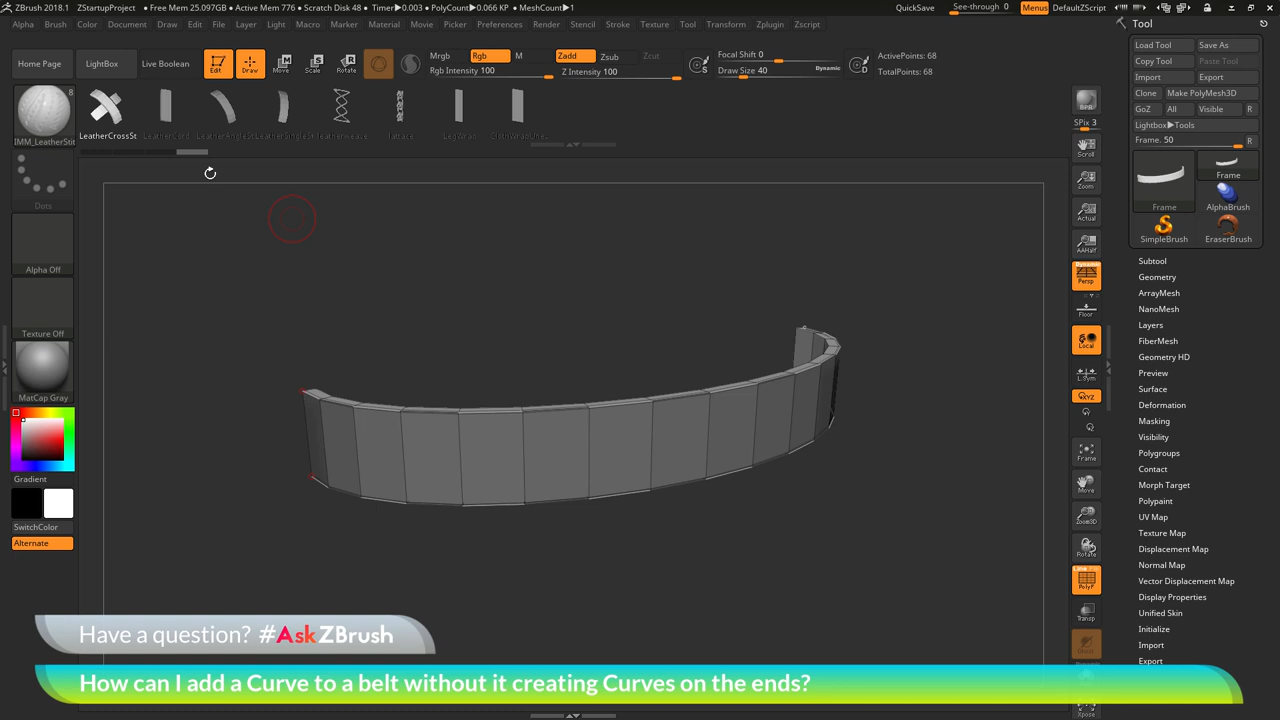 ZBrush 2018.1 ZStartupProject • Free Mem 25.097GB • Active Mem 776 • Scratch Disk 48 • Timer▶0.003 • PolyCount▶0.066 KP • MeshCount▶1 QuickSave See-through 0 Menus DefaultZScript
Alpha Brush Color Document Draw Edit File Layer Light Macro Marker Material Movie Picker Preferences Render Stencil Stroke Texture Tool Transform Zplugin Zscript
Tool
Home Page LightBox Live Boolean Edit Draw Move Scale Rotate
Mrgb Rgb M Zadd Zsub Zcut
Rgb Intensity 100 Z Intensity 100
Focal Shift 0
Draw Size 40 Dynamic
S D
ActivePoints: 68
TotalPoints: 68
8
IMM_LeatherStit
LeatherCrossSt
Dots
Alpha Off
Texture Off
MatCap Gray
Gradient
SwitchColor
Alternate
BPR
SPix 3
Scroll
Zoom
Actual
AAHalf
Dynamic
Persp
Floor
Local
L.Sym
XYZ
Frame
Move
Zoom3D
Rotate
PolyF
Transp
Xpose
Load Tool Save As
Copy Tool Paste Tool
Import Export
Clone Make PolyMesh3D
GoZ All Visible R
Lightbox▶Tools
Frame. 50 R
Frame
Frame AlphaBrush
SimpleBrush EraserBrush
Subtool
Geometry
ArrayMesh
NanoMesh
Layers
FiberMesh
Geometry HD
Preview
Surface
Deformation
Masking
Visibility
Polygroups
Contact
Morph Target
Polypaint
UV Map
Texture Map
Displacement Map
Normal Map
Vector Displacement Map
Display Properties
Unified Skin
Initialize
Import
Export
Have a question? #AskZBrush
How can I add a Curve to a belt without it creating Curves on the ends?